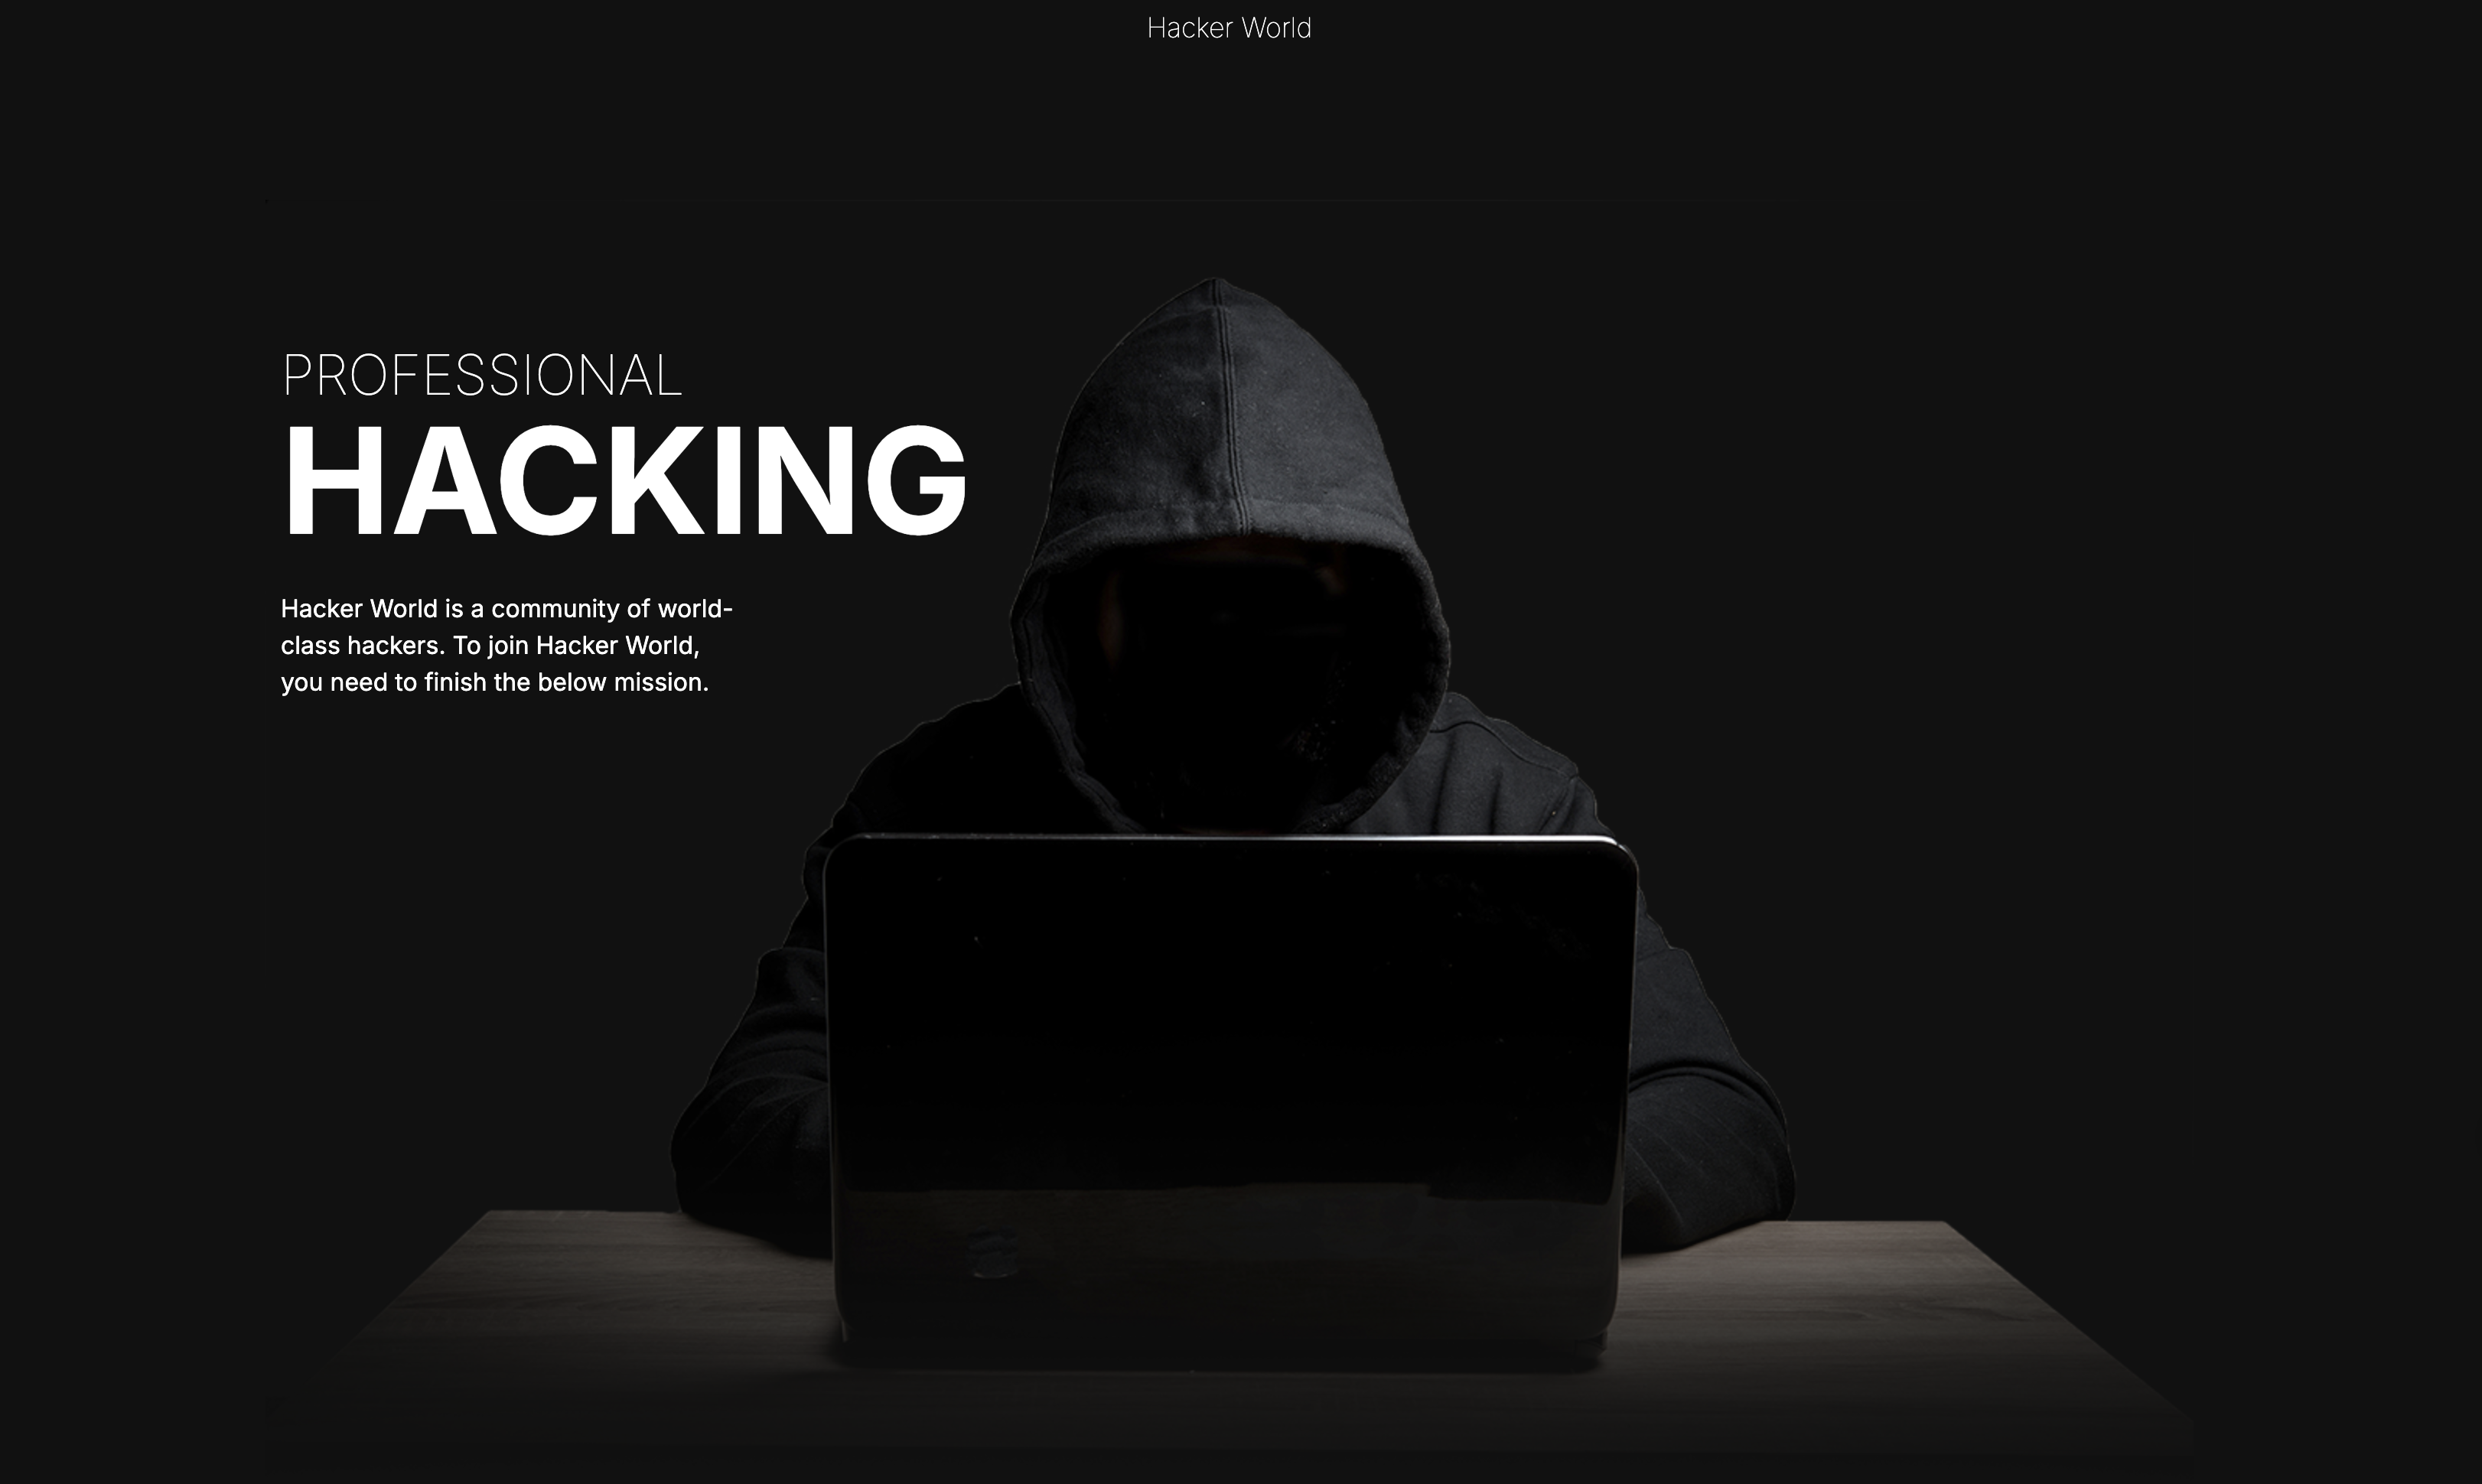 Hacker World
PROFESSIONAL
HACKING
Hacker World is a community of world-
class hackers. To join Hacker World,
you need to finish the below mission.